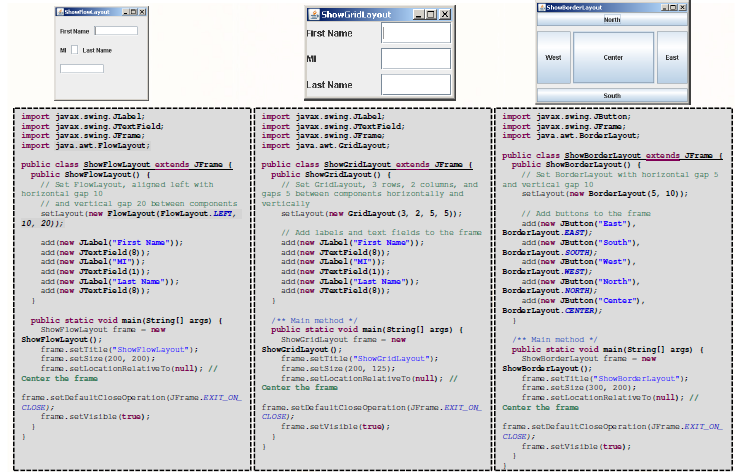 ShowFlowLayout
First Name
MI
Last Name
ShowGridLayout
First Name
MI
Last Name
ShowBorderLayout
North
West
Center
East
South
import javax.swing.JLabel;
import javax.swing.JTextField;
import javax.swing.JFrame;
import java.awt.FlowLayout;
public class ShowFlowLayout extends JFrame {
public ShowFlowLayout() {
// Set FlowLayout, aligned left with
horizontal gap 10
// and vertical gap 20 between components
setLayout(new FlowLayout(FlowLayout.LEFT,
10, 20));
add(new JLabel("First Name"));
add(new JTextField(8));
add(new JLabel("MI"));
add(new JTextField(1));
add(new JLabel("Last Name"));
add(new JTextField(8));
}
public static void main(String[] args) {
ShowFlowLayout frame = new
ShowFlowLayout();
frame.setTitle("ShowFlowLayout");
frame.setSize(200, 200);
frame.setLocationRelativeTo(null); //
Center the frame
frame.setDefaultCloseOperation(JFrame.EXIT_ON_
CLOSE);
frame.setVisible(true);
}
}
import javax.swing.JLabel;
import javax.swing.JTextField;
import javax.swing.JFrame;
import java.awt.GridLayout;
public class ShowGridLayout extends JFrame {
public ShowGridLayout() {
// Set GridLayout, 3 rows, 2 columns, and
gaps 5 between components horizontally and
vertically
setLayout(new GridLayout(3, 2, 5, 5));
// Add labels and text fields to the frame
add(new JLabel("First Name"));
add(new JTextField(8));
add(new JLabel("MI"));
add(new JTextField(1));
add(new JLabel("Last Name"));
add(new JTextField(8));
}
/** Main method */
public static void main(String[] args) {
ShowGridLayout frame = new
ShowGridLayout();
frame.setTitle("ShowGridLayout");
frame.setSize(200, 125);
frame.setLocationRelativeTo(null); //
Center the frame
frame.setDefaultCloseOperation(JFrame.EXIT_ON_
CLOSE);
frame.setVisible(true);
}
}
import javax.swing.JButton;
import javax.swing.JFrame;
import java.awt.BorderLayout;
public class ShowBorderLayout extends JFrame {
public ShowBorderLayout() {
// Set BorderLayout with horizontal gap 5
and vertical gap 10
setLayout(new BorderLayout(5, 10));
// Add buttons to the frame
add(new JButton("East"),
BorderLayout.EAST);
add(new JButton("South"),
BorderLayout.SOUTH);
add(new JButton("West"),
BorderLayout.WEST);
add(new JButton("North"),
BorderLayout.NORTH);
add(new JButton("Center"),
BorderLayout.CENTER);
}
/** Main method */
public static void main(String[] args) {
ShowBorderLayout frame = new
ShowBorderLayout();
frame.setTitle("ShowBorderLayout");
frame.setSize(300, 200);
frame.setLocationRelativeTo(null); //
Center the frame
frame.setDefaultCloseOperation(JFrame.EXIT_ON_
CLOSE);
frame.setVisible(true);
}
}